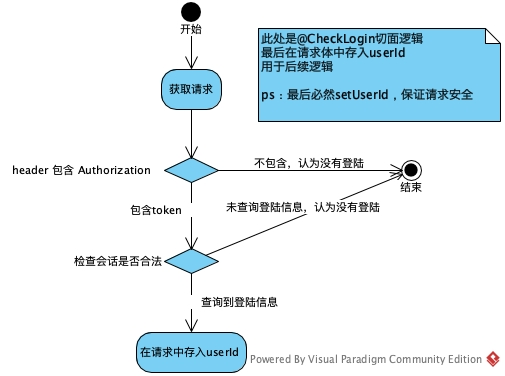 开始
此处是@CheckLogin切面逻辑
最后在请求体中存入userId
用于后续逻辑
ps：最后必然setUserId，保证请求安全
获取请求
header 包含 Authorization
不包含，认为没有登陆
结束
包含token
未查询登陆信息，认为没有登陆
检查会话是否合法
查询到登陆信息
在请求中存入userId
Powered By Visual Paradigm Community Edition